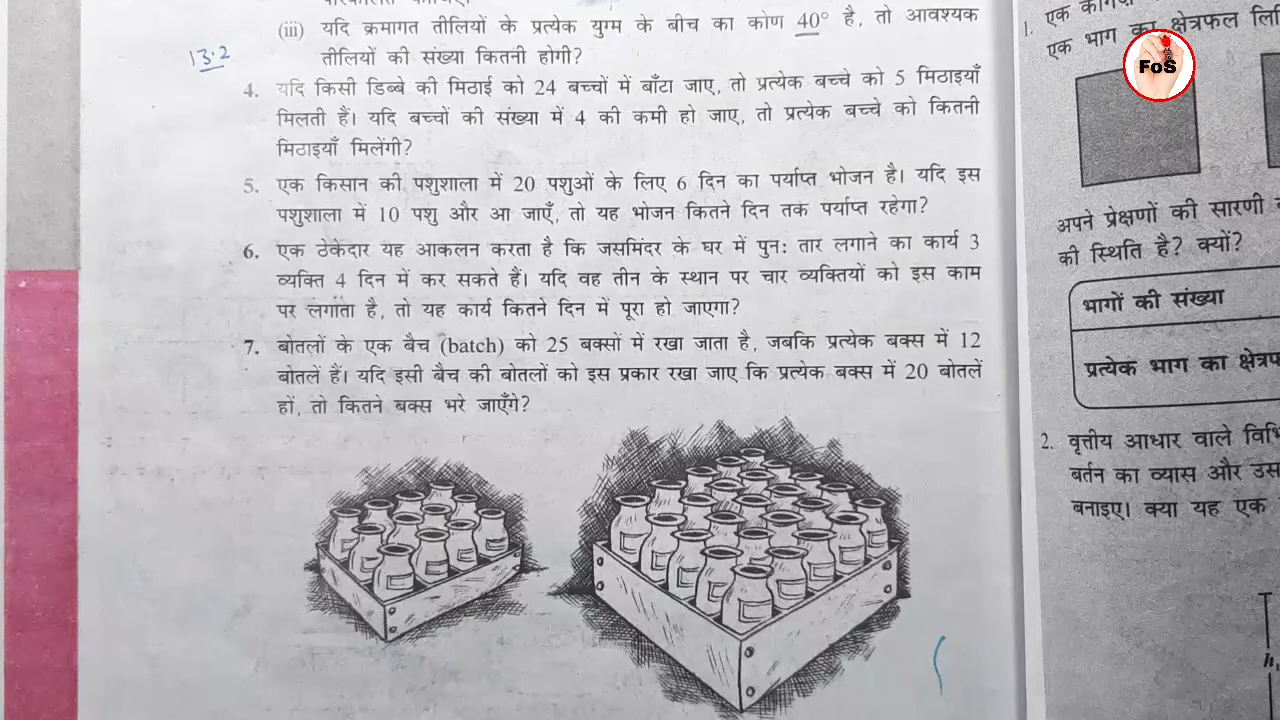 (iii) यदि क्रमागत तीलियों के प्रत्येक युग्म के बीच का कोण 40° है, तो आवश्यक
तीलियों की संख्या कितनी होगी?
13.2
4. यदि किसी डिब्बे की मिठाई को 24 बच्चों में बाँटा जाए, तो प्रत्येक बच्चे को 5 मिठाइयाँ
मिलती हैं। यदि बच्चों की संख्या में 4 की कमी हो जाए, तो प्रत्येक बच्चे को कितनी
मिठाइयाँ मिलेंगी?
5. एक किसान की पशुशाला में 20 पशुओं के लिए 6 दिन का पर्याप्त भोजन है। यदि इस
पशुशाला में 10 पशु और आ जाएँ, तो यह भोजन कितने दिन तक पर्याप्त रहेगा?
6. एक ठेकेदार यह आकलन करता है कि जसमिंदर के घर में पुनः तार लगाने का कार्य 3
व्यक्ति 4 दिन में कर सकते हैं। यदि वह तीन के स्थान पर चार व्यक्तियों को इस काम
पर लगाता है, तो यह कार्य कितने दिन में पूरा हो जाएगा?
7. बोतलों के एक बैच (batch) को 25 बक्सों में रखा जाता है, जबकि प्रत्येक बक्स में 12
बोतलें हैं। यदि इसी बैच की बोतलों को इस प्रकार रखा जाए कि प्रत्येक बक्स में 20 बोतलें
हों, तो कितने बक्स भरे जाएँगे?
1. एक
एक भाग का क्षेत्रफल
FoS
अपने प्रेक्षणों की सारणी
की स्थिति है? क्यों?
भागों की संख्या
प्रत्येक भाग का
2. वृत्तीय आधार वाले
बर्तन का व्यास और
बनाइए। क्या यह एक
h